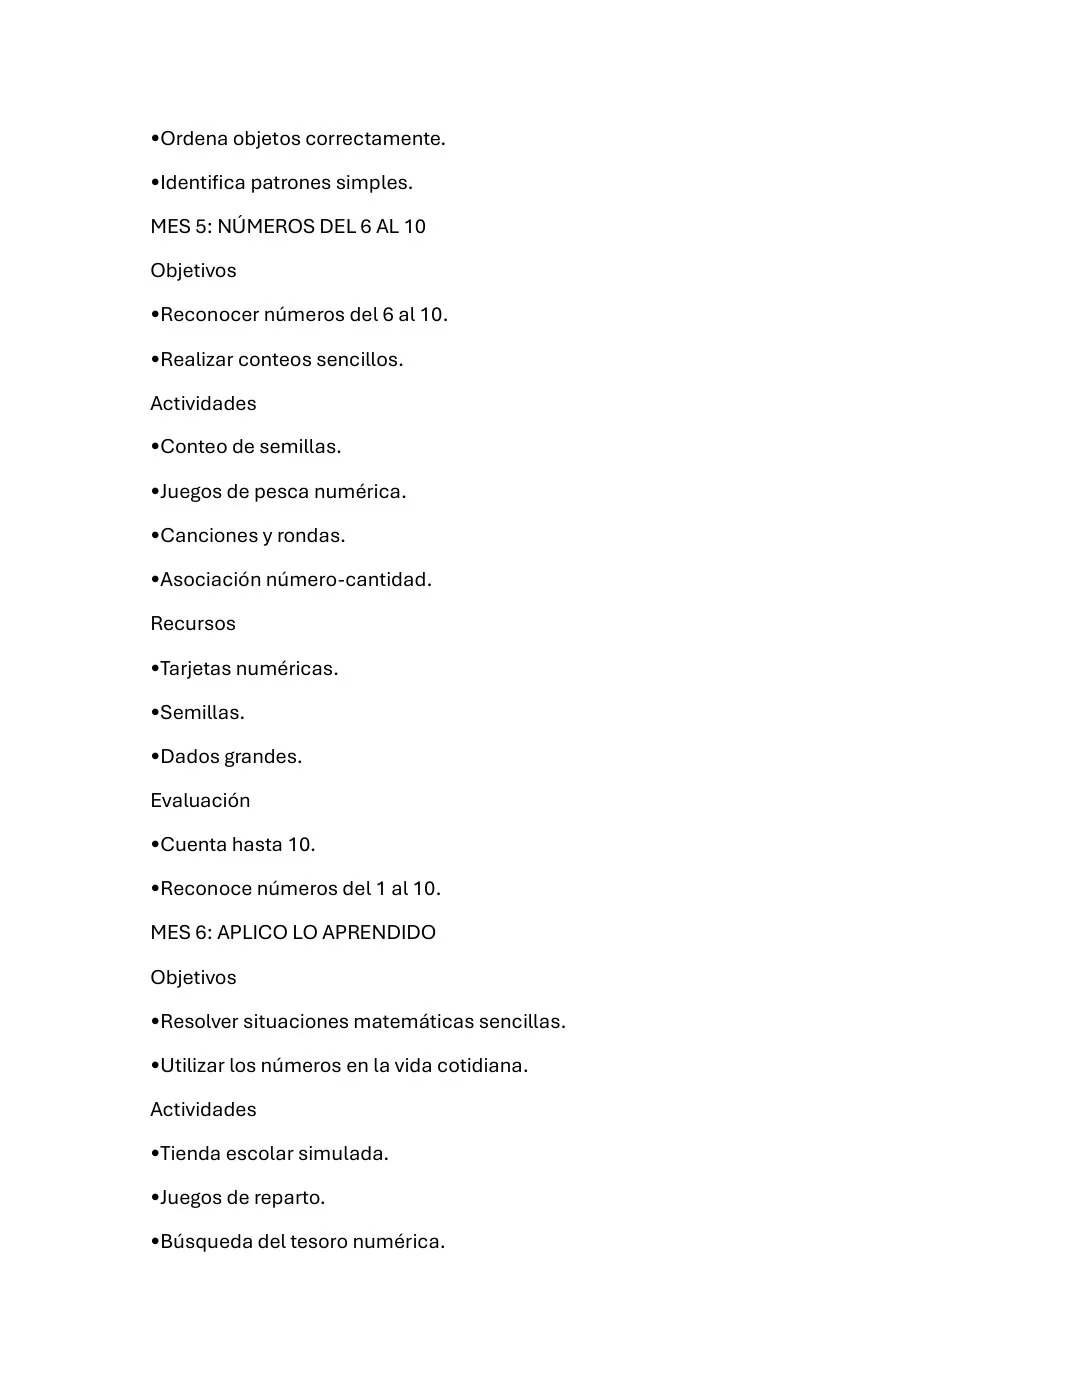 •Ordena objetos correctamente.
•Identifica patrones simples.
MES 5: NÚMEROS DEL 6 AL 10
Objetivos
•Reconocer números del 6 al 10.
•Realizar conteos sencillos.
Actividades
•Conteo de semillas.
•Juegos de pesca numérica.
•Canciones y rondas.
•Asociación número-cantidad.
Recursos
•Tarjetas numéricas.
•Semillas.
•Dados grandes.
Evaluación
•Cuenta hasta 10.
•Reconoce números del 1 al 10.
MES 6: APLICO LO APRENDIDO
Objetivos
•Resolver situaciones matemáticas sencillas.
•Utilizar los números en la vida cotidiana.
Actividades
•Tienda escolar simulada.
•Juegos de reparto.
•Búsqueda del tesoro numérica.